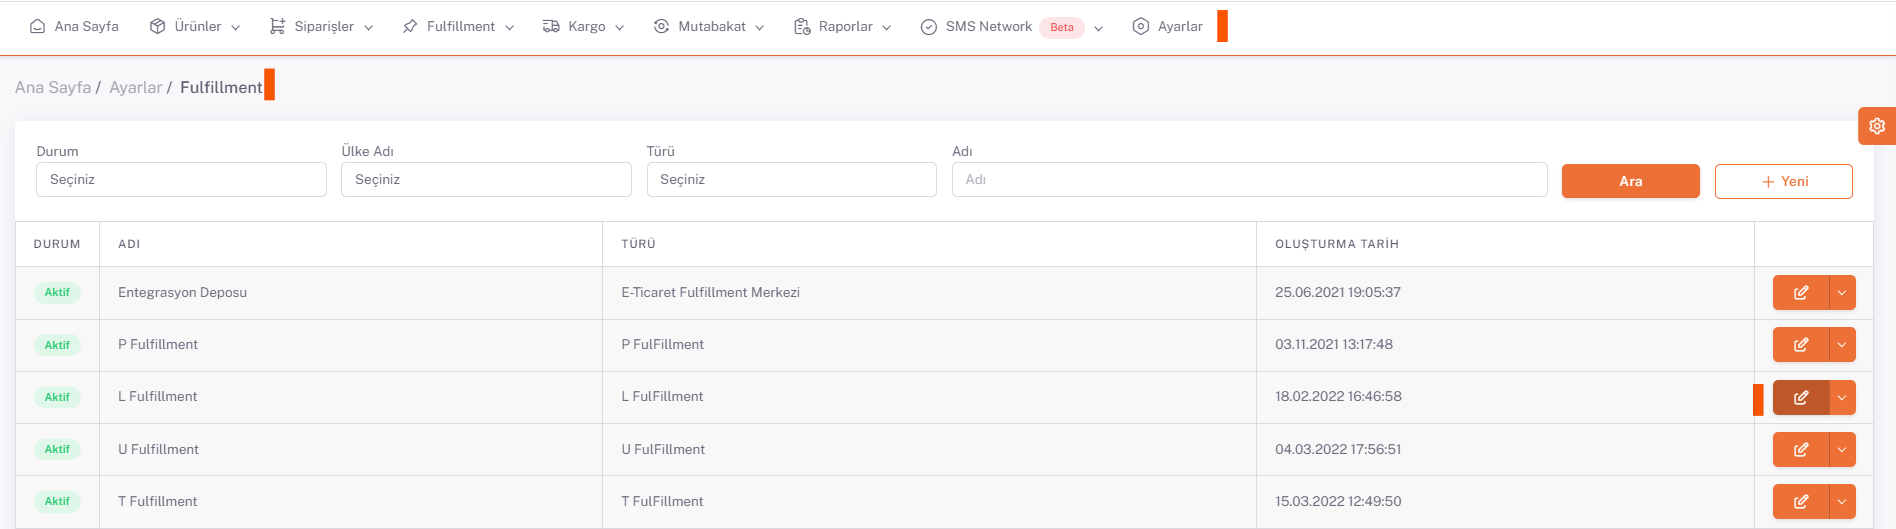 Ana Sayfa Ürünler Siparişler Fulfillment Kargo Mutabakat Raporlar SMS Network Beta Ayarlar
Ana Sayfa / Ayarlar / Fulfillment
Durum Ülke Adı Türü Adı
Seçiniz Seçiniz Seçiniz Adı Ara + Yeni
DURUM ADI TÜRÜ OLUŞTURMA TARİH
Aktif Entegrasyon Deposu E-Ticaret Fulfillment Merkezi 25.06.2021 19:05:37
Aktif P Fulfillment P FulFillment 03.11.2021 13:17:48
Aktif L Fulfillment L FulFillment 18.02.2022 16:46:58
Aktif U Fulfillment U FulFillment 04.03.2022 17:56:51
Aktif T Fulfillment T FulFillment 15.03.2022 12:49:50